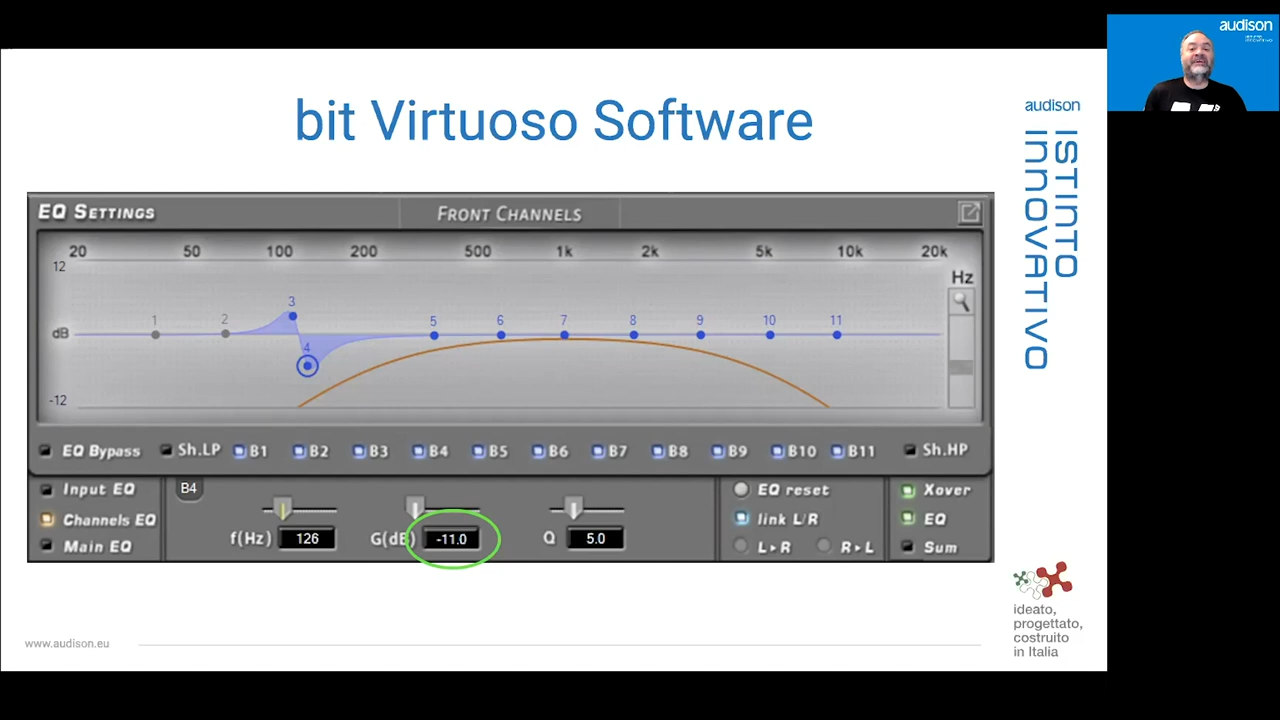 audison
bit Virtuoso Software
audison
ISTINTO
INNOVATIVO
EQ SETTINGS
FRONT CHANNELS
20 50 100 200 500 1k 2k 5k 10k 20k
Hz
12
dB
-12
1 2 3 4 5 6 7 8 9 10 11
EQ Bypass Sh.LP B1 B2 B3 B4 B5 B6 B7 B8 B9 B10 B11 Sh.HP
Input EQ
Channels EQ
Main EQ
B4
f(Hz) 126 G(dB) -11.0 Q 5.0
EQ reset
link L/R
L▸R R▸L
Xover
EQ
Sum
ideato,
progettato,
costruito
in Italia
www.audison.eu